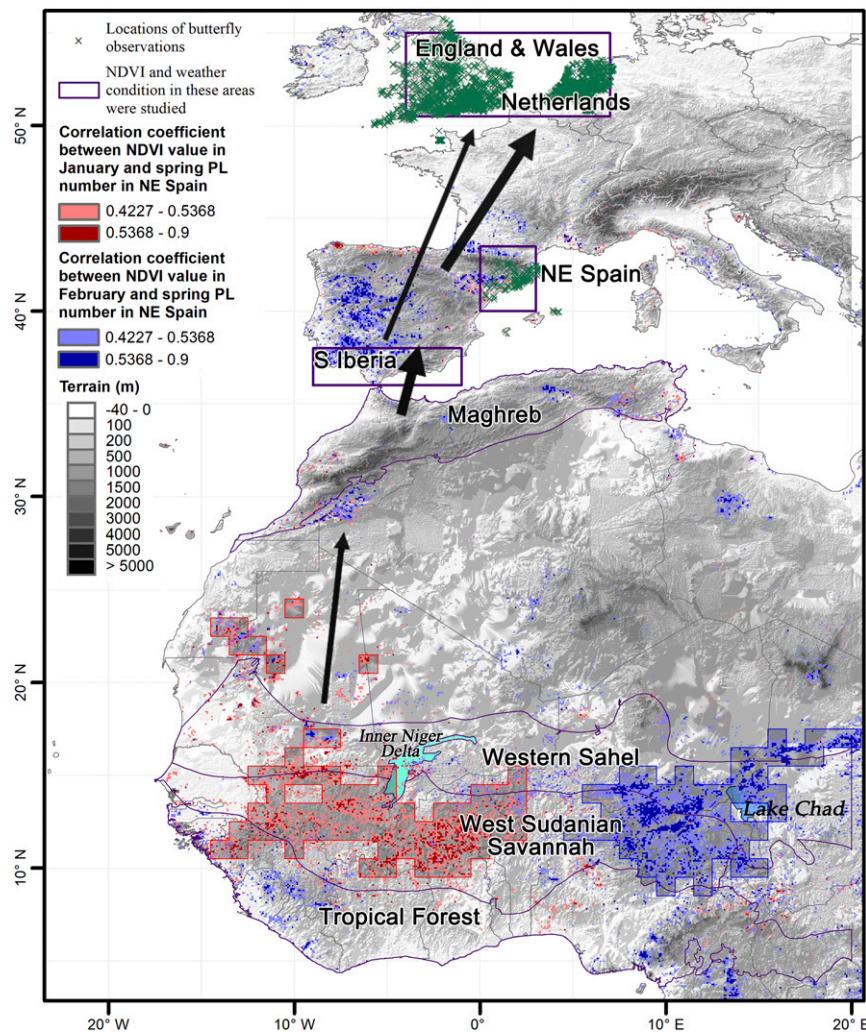 Locations of butterfly
observations
NDVI and weather
condition in these areas
were studied
Correlation coefficient
between NDVI value in
January and spring PL
number in NE Spain
0.4227 - 0.5368
0.5368 - 0.9
Correlation coefficient
between NDVI value in
February and spring PL
number in NE Spain
0.4227 - 0.5368
0.5368 - 0.9
Terrain (m)
-40 - 0
100
200
500
1000
1500
2000
3000
4000
5000
> 5000
England & Wales
Netherlands
NE Spain
S Iberia
Maghreb
Inner Niger
Delta
Western Sahel
Lake Chad
West Sudanian
Savannah
Tropical Forest
50° N
40° N
30° N
20° N
10° N
20° W
10° W
0°
10° E
20° E